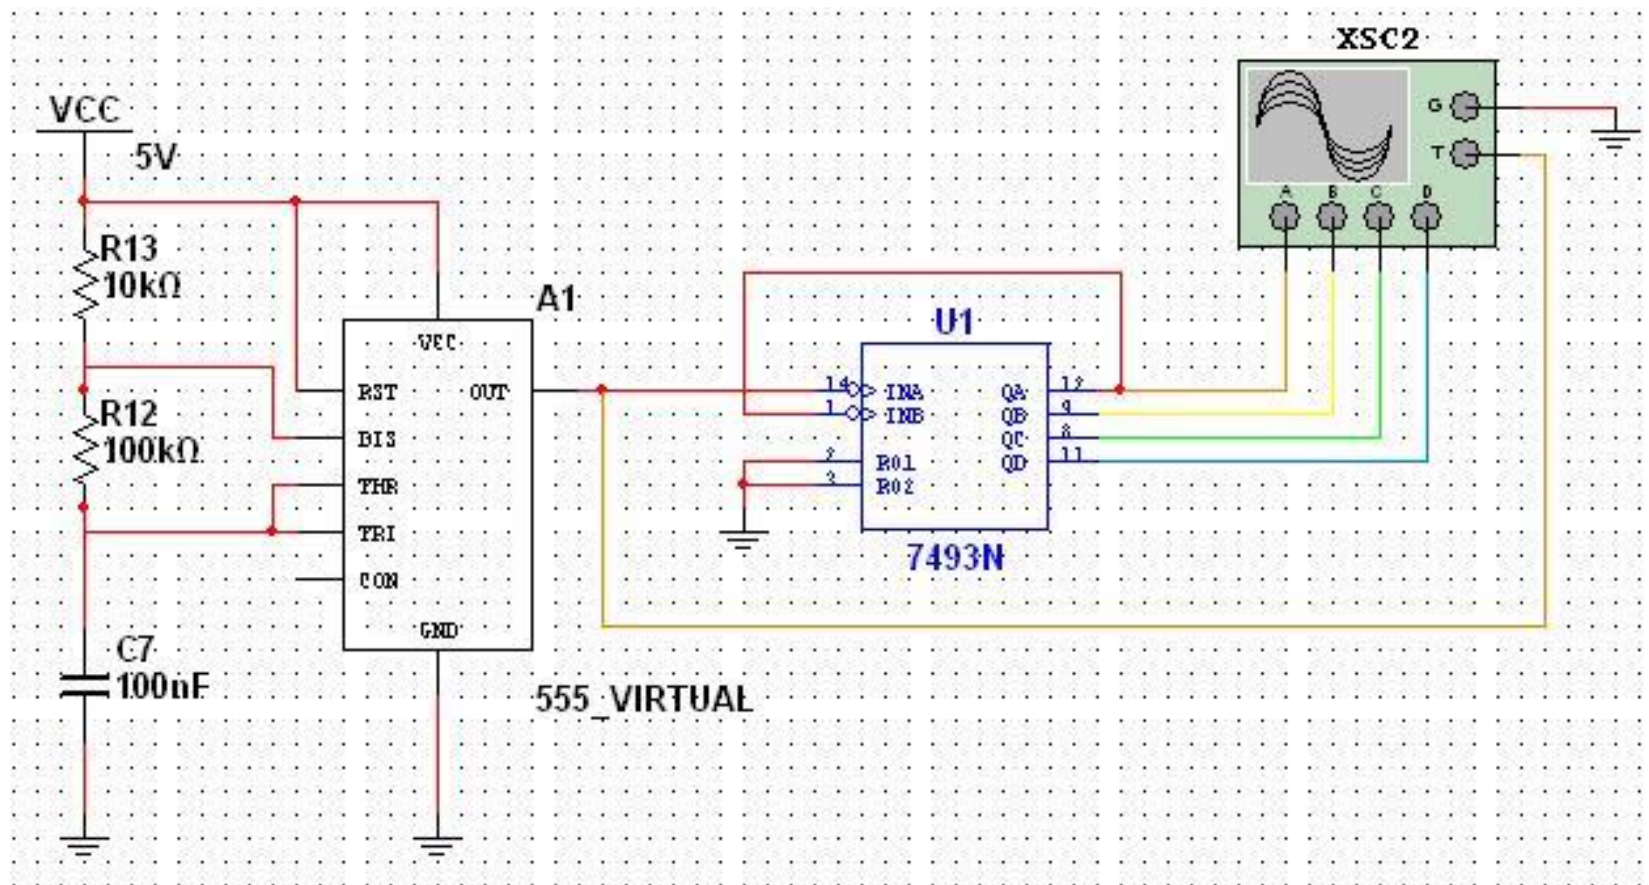 XSC2
G
T
A B C D
VCC
5V
R13
10kΩ
R12
100kΩ
C7
100nF
A1
VCC
RST OUT
DIS
THR
TRI
CON
GND
555_VIRTUAL
U1
14 INA QA 12
1 INB QB 9
QC 8
2 R01 QD 11
3 R02
7493N